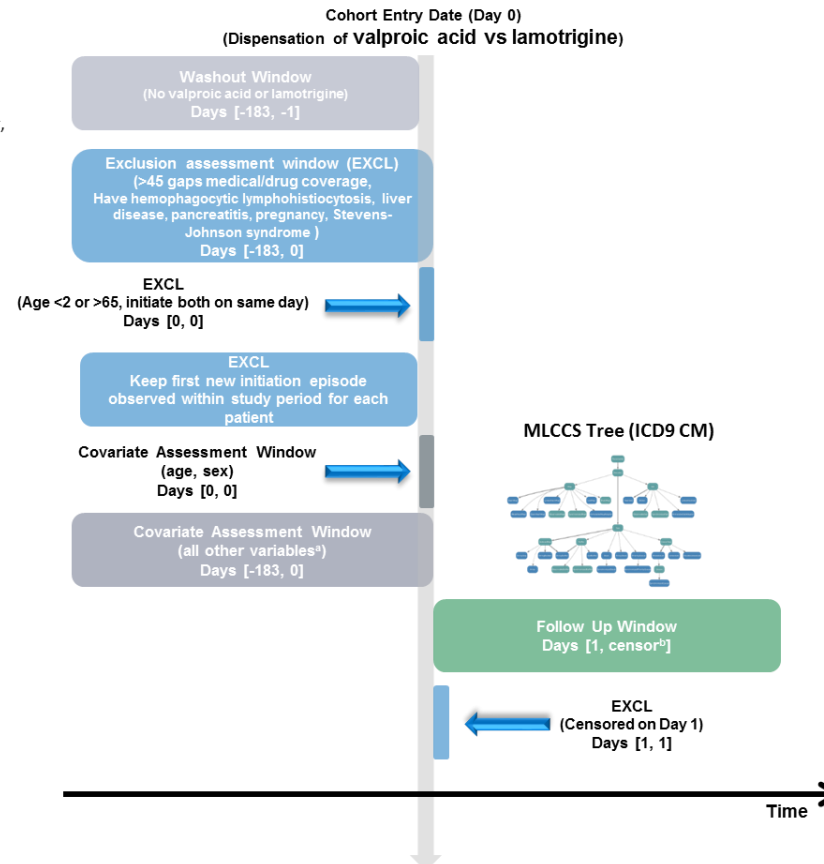 Cohort Entry Date (Day 0)
(Dispensation of valproic acid vs lamotrigine)
Washout Window
(No valproic acid or lamotrigine)
Days [-183, -1]
,
Exclusion assessment window (EXCL)
(>45 gaps medical/drug coverage,
Have hemophagocytic lymphohistiocytosis, liver
disease, pancreatitis, pregnancy, Stevens-
Johnson syndrome )
Days [-183, 0]
EXCL
(Age <2 or >65, initiate both on same day)
Days [0, 0]
EXCL
Keep first new initiation episode
observed within study period for each
patient
MLCCS Tree (ICD9 CM)
Covariate Assessment Window
(age, sex)
Days [0, 0]
Covariate Assessment Window
(all other variablesᵃ)
Days [-183, 0]
Follow Up Window
Days [1, censorᵇ]
EXCL
(Censored on Day 1)
Days [1, 1]
Time